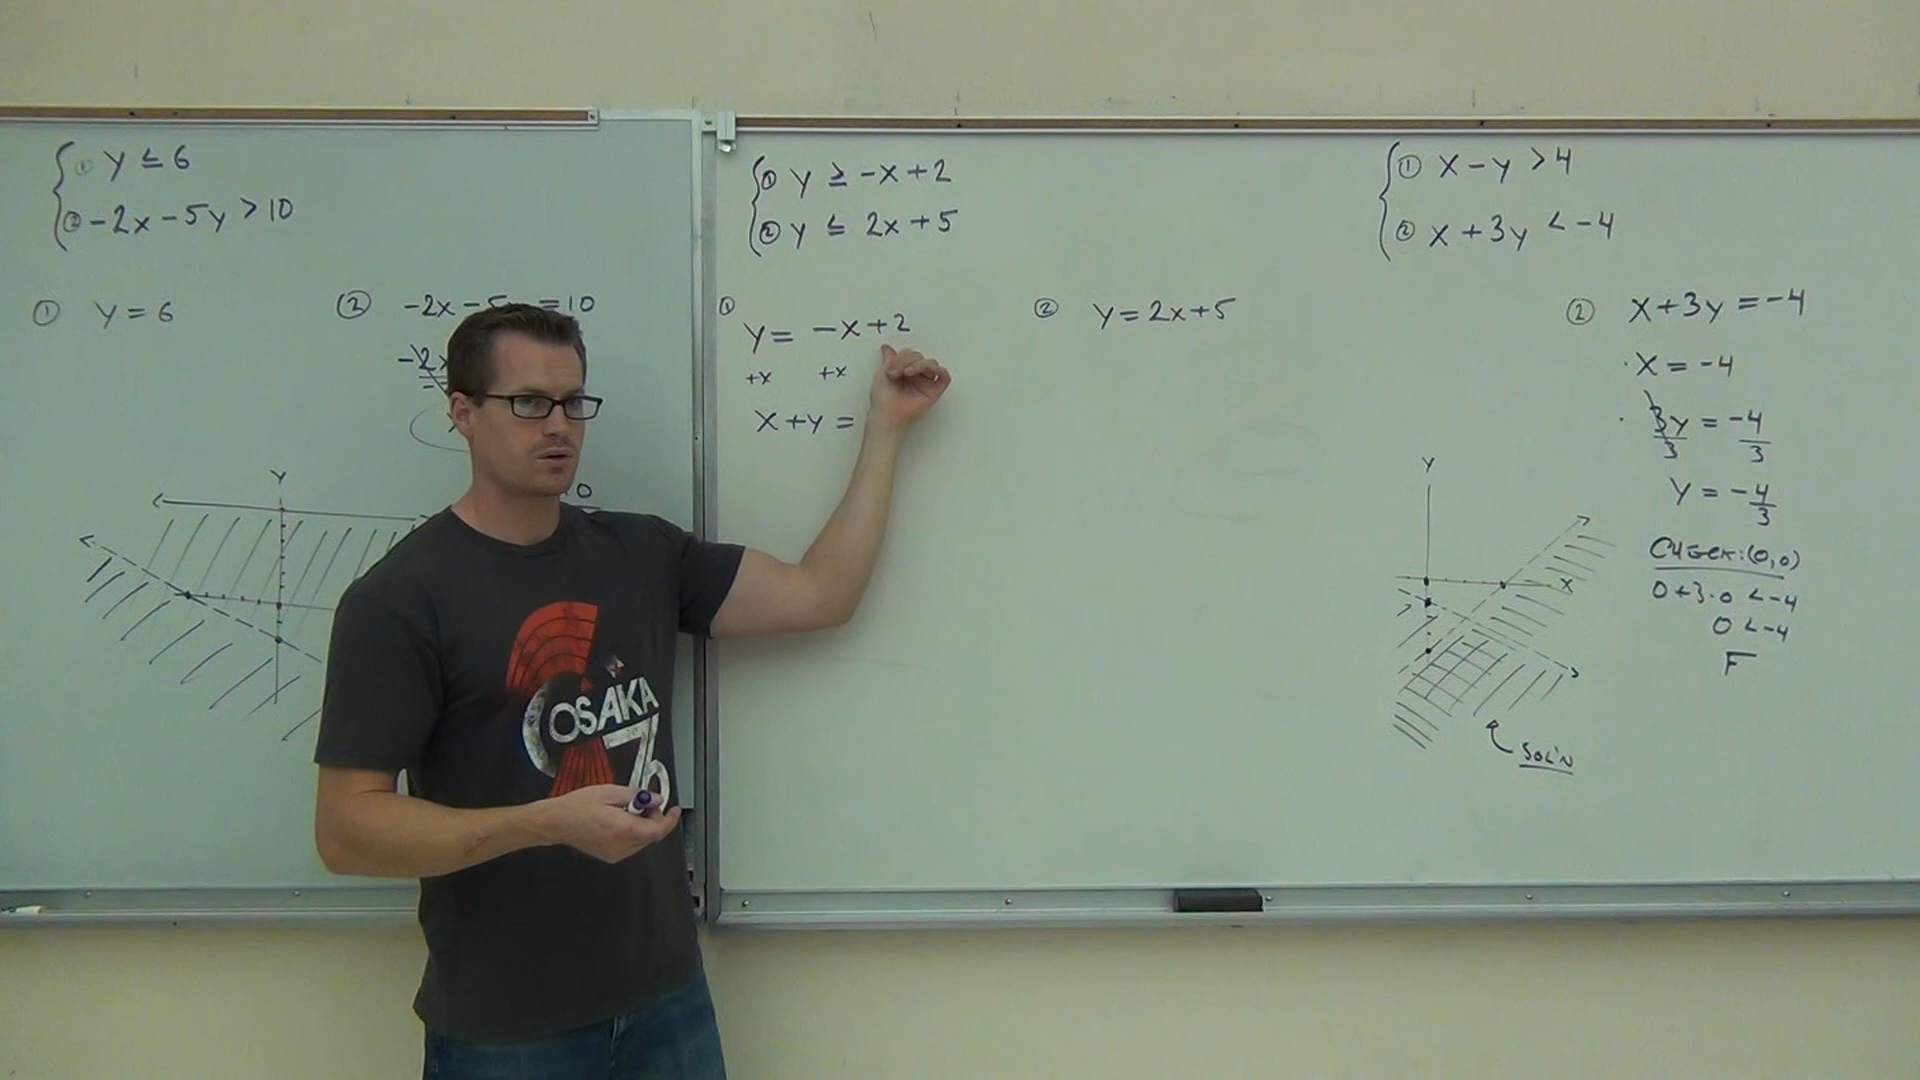 ① y ≤ 6
② -2x - 5y > 10
① y = 6
② -2x - 5y = 10
-2x
y
① y ≥ -x + 2
② y ≤ 2x + 5
①
y = -x + 2
+x +x
x + y =
② y = 2x + 5
① x - y > 4
② x + 3y < -4
② x + 3y = -4
· x = -4
· 3y/3 = -4/3
y = -4/3
CHECK: (0,0)
0 + 3·0 < -4
0 < -4
F
y
x
SOL'N
OSAKA
76